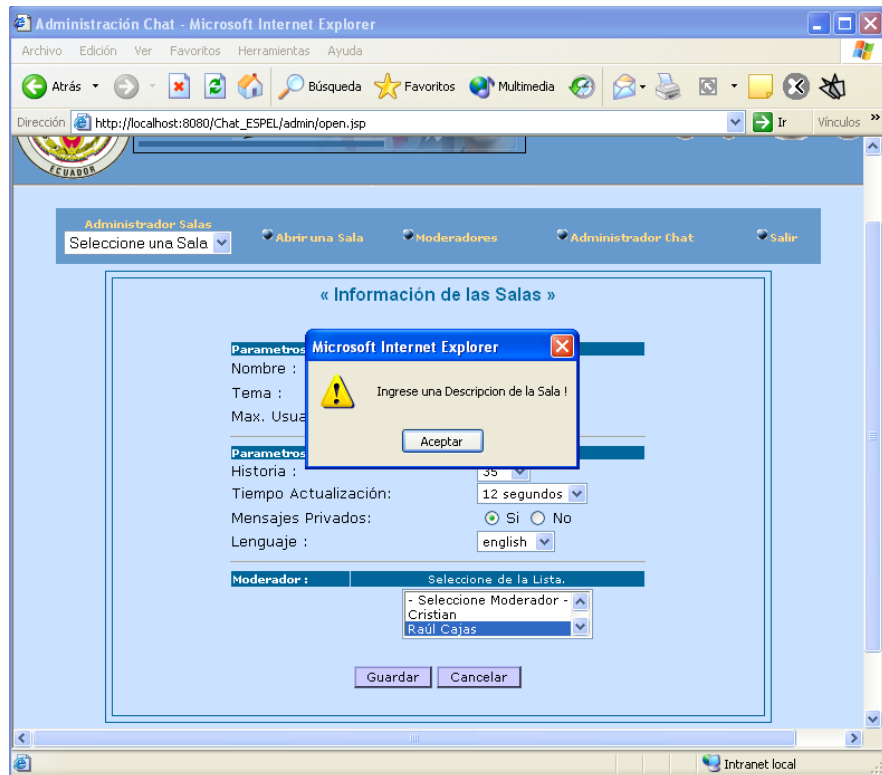 Administración Chat - Microsoft Internet Explorer
Archivo Edición Ver Favoritos Herramientas Ayuda
Atrás Búsqueda Favoritos Multimedia
Dirección http://localhost:8080/Chat_ESPEL/admin/open.jsp Ir Vínculos »
ECUADOR
Administrador Salas
Seleccione una Sala Abrir una Sala Moderadores Administrador Chat Salir
« Información de las Salas »
Parametros
Microsoft Internet Explorer
Nombre :
Tema :
Ingrese una Descripcion de la Sala !
Max. Usua
Aceptar
Parametros
Historia : 35
Tiempo Actualización: 12 segundos
Mensajes Privados: Si No
Lenguaje : english
Moderador : Seleccione de la Lista.
- Seleccione Moderador -
Cristian
Raúl Cajas
Guardar Cancelar
Intranet local